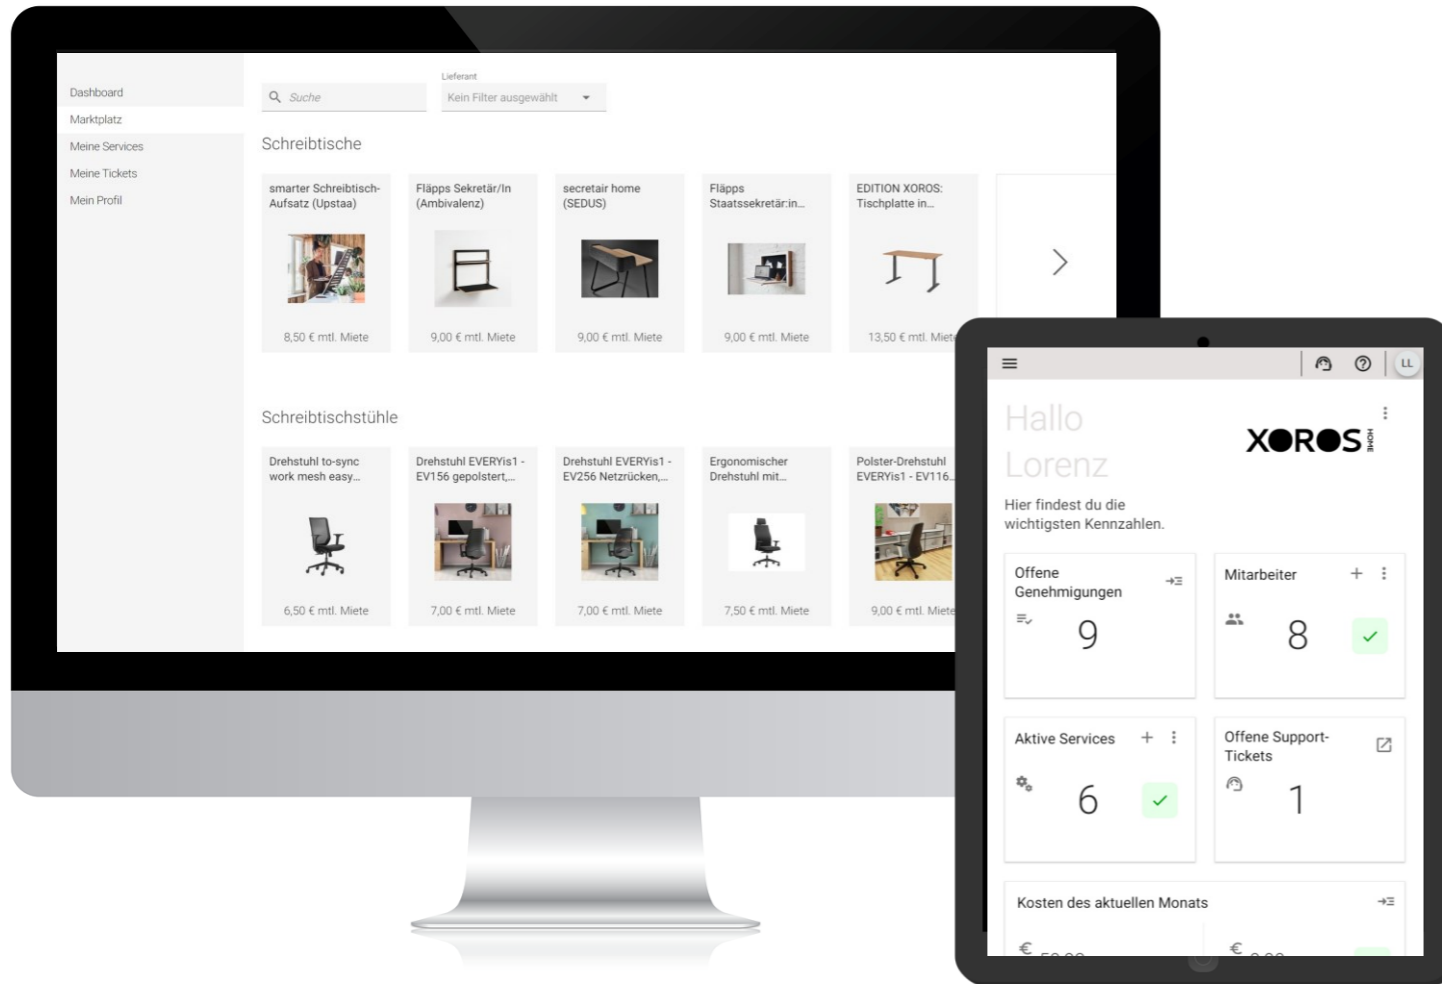 Dashboard
Marktplatz
Meine Services
Meine Tickets
Mein Profil
Suche
Lieferant
Kein Filter ausgewählt
Schreibtische
smarter Schreibtisch-
Aufsatz (Upstaa)
8,50 € mtl. Miete
Fläpps Sekretär/In
(Ambivalenz)
9,00 € mtl. Miete
secretair home
(SEDUS)
9,00 € mtl. Miete
Fläpps
Staatssekretär:in...
9,00 € mtl. Miete
EDITION XOROS:
Tischplatte in...
13,50 € mtl. Miete
Schreibtischstühle
Drehstuhl to-sync
work mesh easy...
6,50 € mtl. Miete
Drehstuhl EVERYis1 -
EV156 gepolstert,...
7,00 € mtl. Miete
Drehstuhl EVERYis1 -
EV256 Netzrücken,...
7,00 € mtl. Miete
Ergonomischer
Drehstuhl mit...
7,50 € mtl. Miete
Polster-Drehstuhl
EVERYis1 - EV116...
9,00 € mtl. Miete
LL
Hallo
Lorenz
XOROS HOME
Hier findest du die
wichtigsten Kennzahlen.
Offene
Genehmigungen
9
Mitarbeiter
8
Aktive Services
6
Offene Support-
Tickets
1
Kosten des aktuellen Monats
€
€